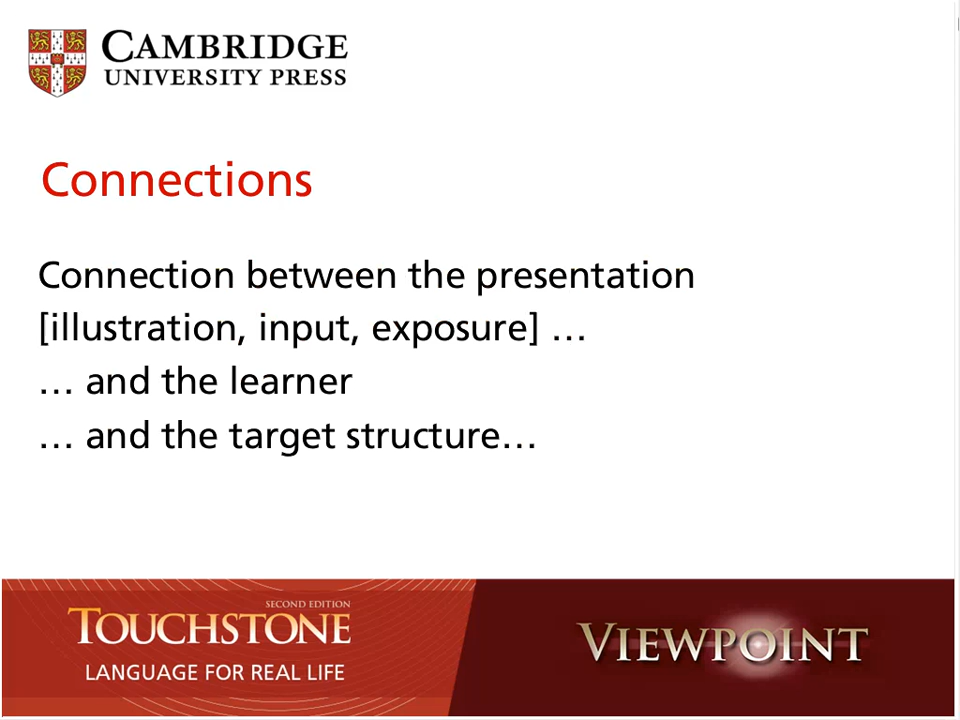 CAMBRIDGE
UNIVERSITY PRESS
Connections
Connection between the presentation
[illustration, input, exposure] …
… and the learner
… and the target structure…
SECOND EDITION
TOUCHSTONE
LANGUAGE FOR REAL LIFE
VIEWPOINT